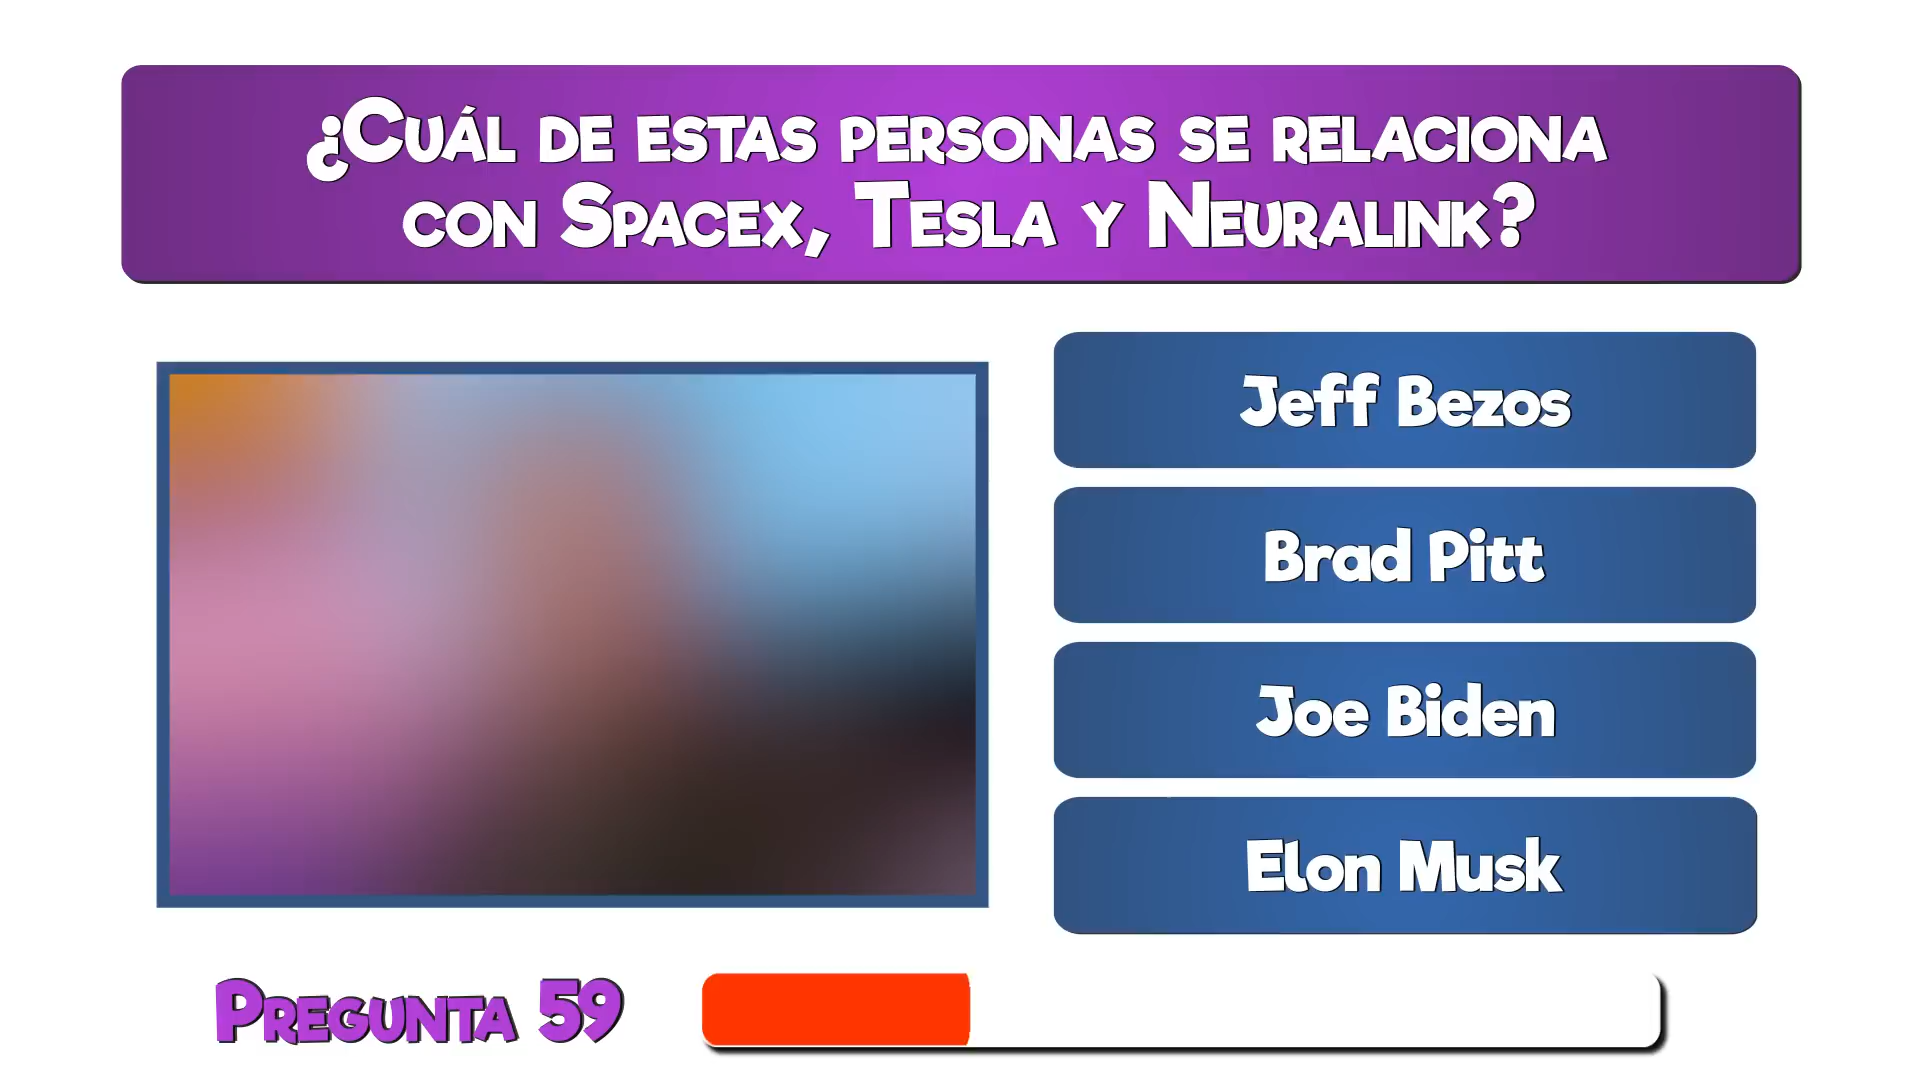 ¿Cuál de estas personas se relaciona
con Spacex, Tesla y Neuralink?
Jeff Bezos
Brad Pitt
Joe Biden
Elon Musk
Pregunta 59